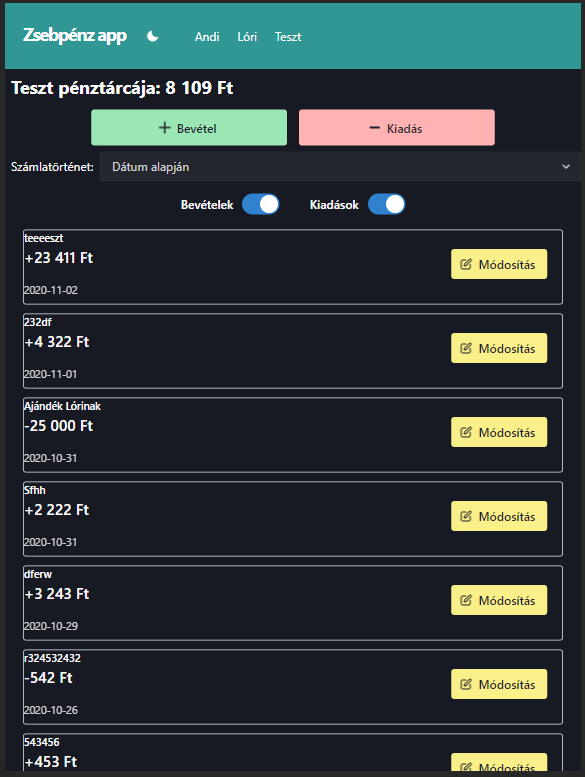 Zsebpénz app Andi Lóri Teszt
Teszt pénztárcája: 8 109 Ft
Bevétel Kiadás
Számlatörténet: Dátum alapján
Bevételek Kiadások
teeeeszt
+23 411 Ft
Módosítás
2020-11-02
232df
+4 322 Ft
Módosítás
2020-11-01
Ajándék Lórinak
-25 000 Ft
Módosítás
2020-10-31
Sfhh
+2 222 Ft
Módosítás
2020-10-31
dferw
+3 243 Ft
Módosítás
2020-10-29
r324532432
-542 Ft
Módosítás
2020-10-26
543456
+453 Ft
Módosítás